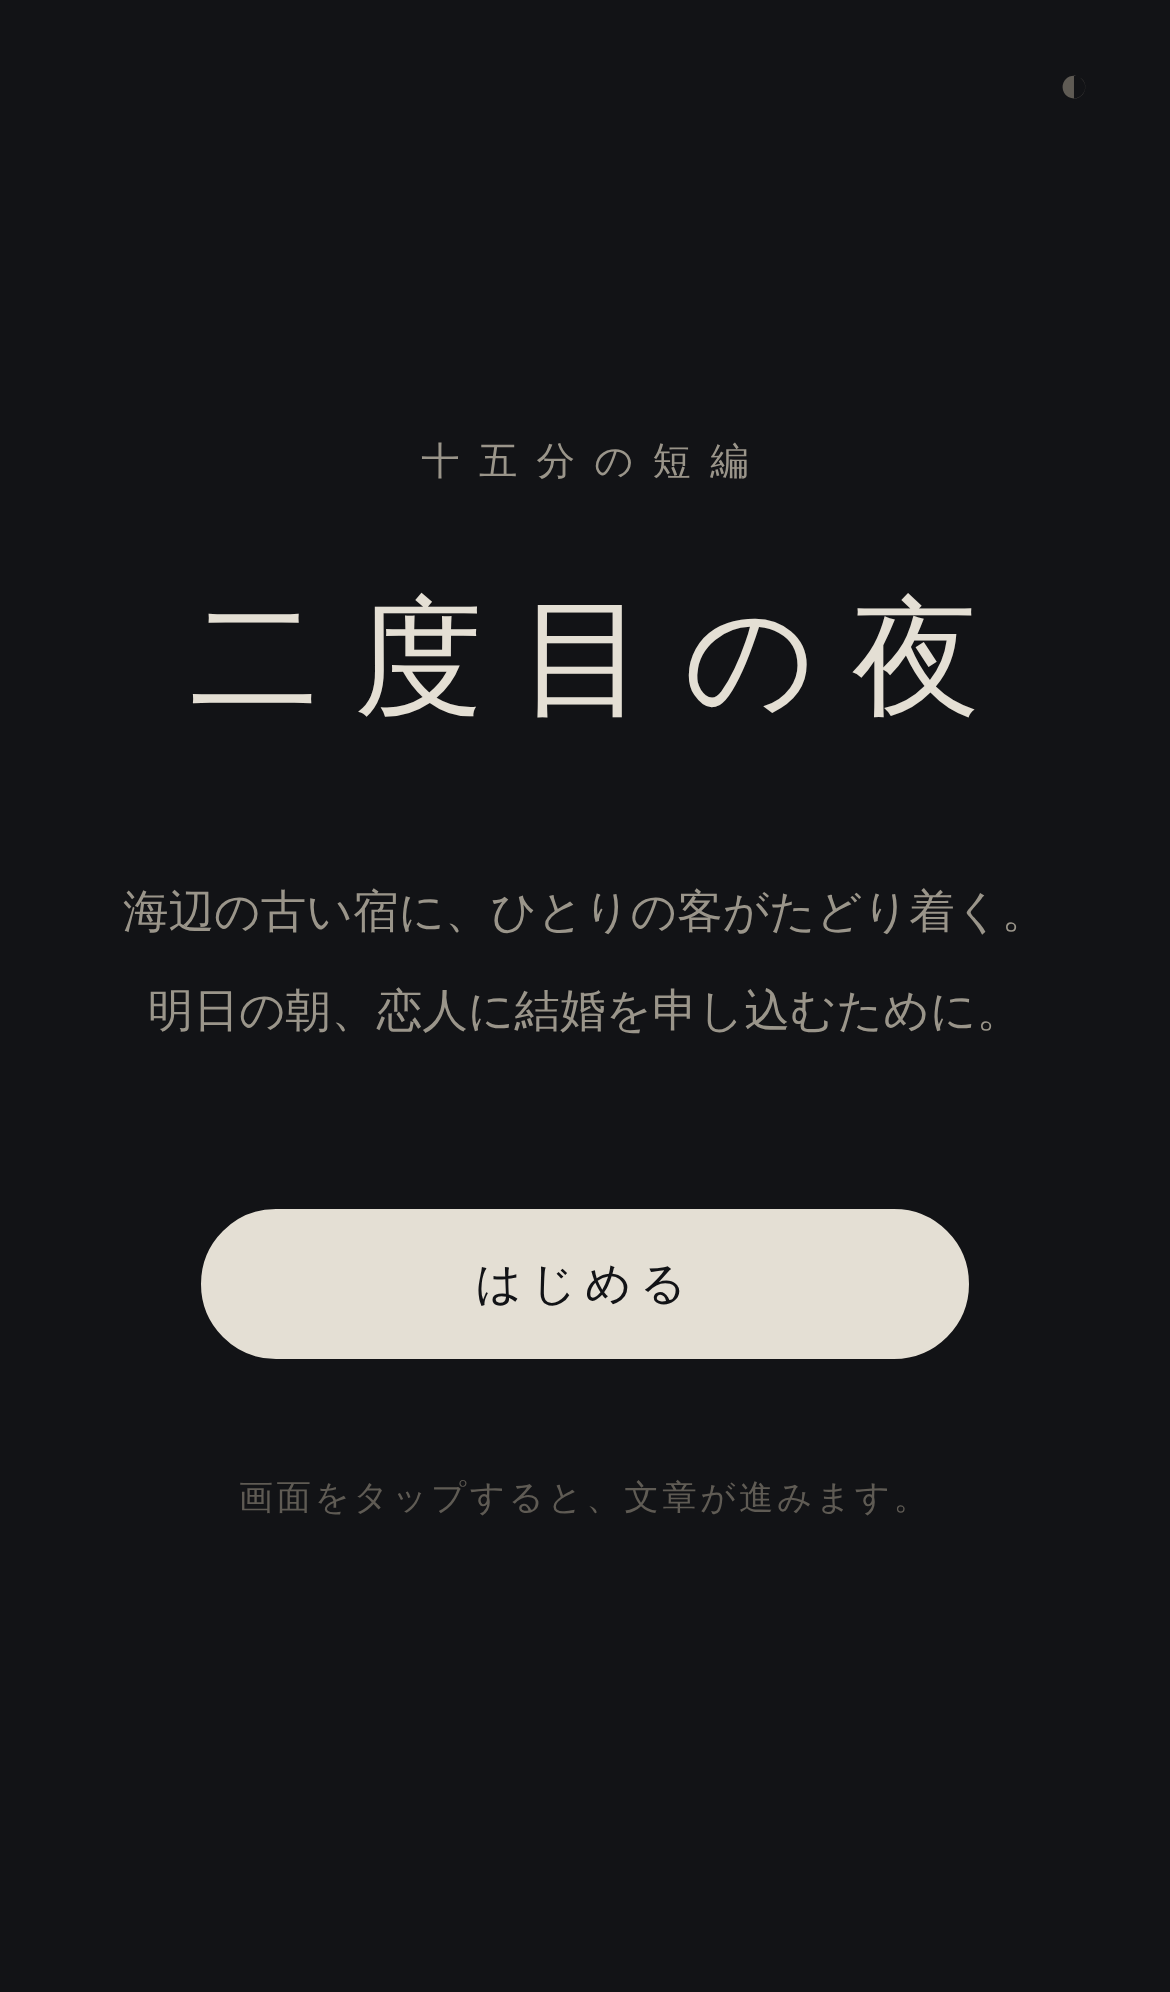 十五分の短編
二度目の夜
海辺の古い宿に、ひとりの客がたどり着く。
明日の朝、恋人に結婚を申し込むために。
はじめる
画面をタップすると、文章が進みます。